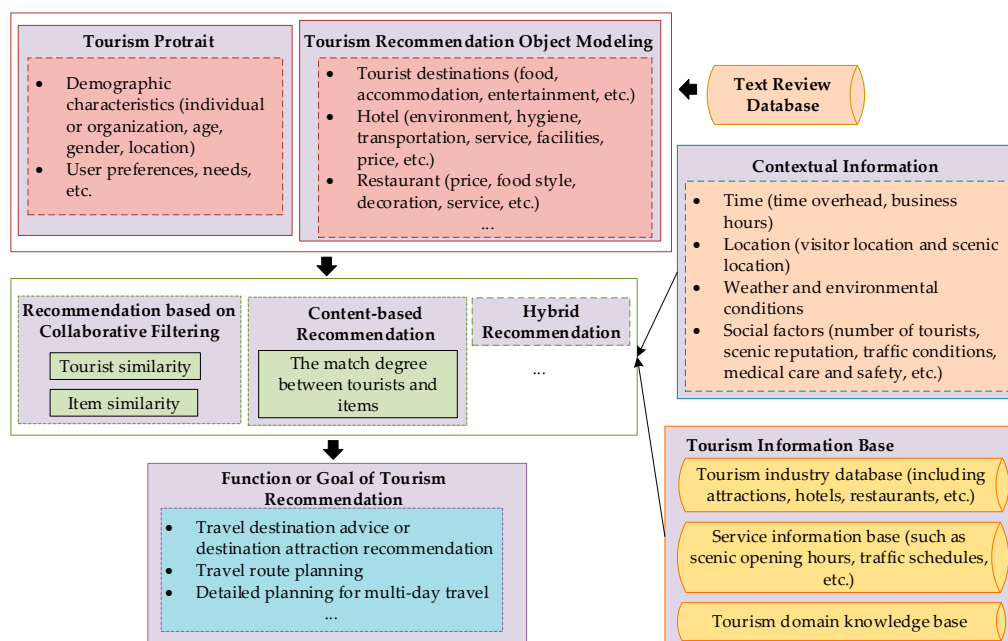 Tourism Protrait
• Demographic
characteristics (individual
or organization, age,
gender, location)
• User preferences, needs,
etc.
Tourism Recommendation Object Modeling
• Tourist destinations (food,
accommodation, entertainment, etc.)
• Hotel (environment, hygiene,
transportation, service, facilities,
price, etc.)
• Restaurant (price, food style,
decoration, service, etc.)
...
Text Review
Database
Contextual Information
• Time (time overhead, business
hours)
• Location (visitor location and scenic
location)
• Weather and environmental
conditions
• Social factors (number of tourists,
scenic reputation, traffic conditions,
medical care and safety, etc.)
Recommendation based on
Collaborative Filtering
Tourist similarity
Item similarity
Content-based
Recommendation
The match degree
between tourists and
items
Hybrid
Recommendation
...
Tourism Information Base
Tourism industry database (including
attractions, hotels, restaurants, etc.)
Service information base (such as
scenic opening hours, traffic schedules,
etc.)
Tourism domain knowledge base
Function or Goal of Tourism
Recommendation
• Travel destination advice or
destination attraction recommendation
• Travel route planning
• Detailed planning for multi-day travel
...